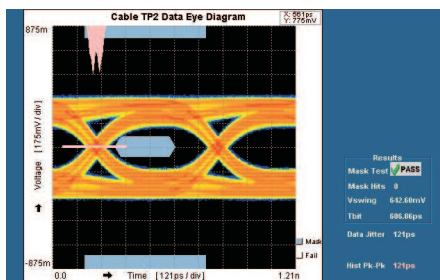 Cable TP2 Data Eye Diagram
X: 561ps
Y: 775mV
875m
Voltage [175mV / div]
-875m
0.0
Time [121ps / div]
1.21n
Mask
Fail
Results
Mask Test PASS
Mask Hits 0
Vswing 642.60mV
Tbit 606.06ps
Data Jitter 121ps
Hist Pk-Pk 121ps